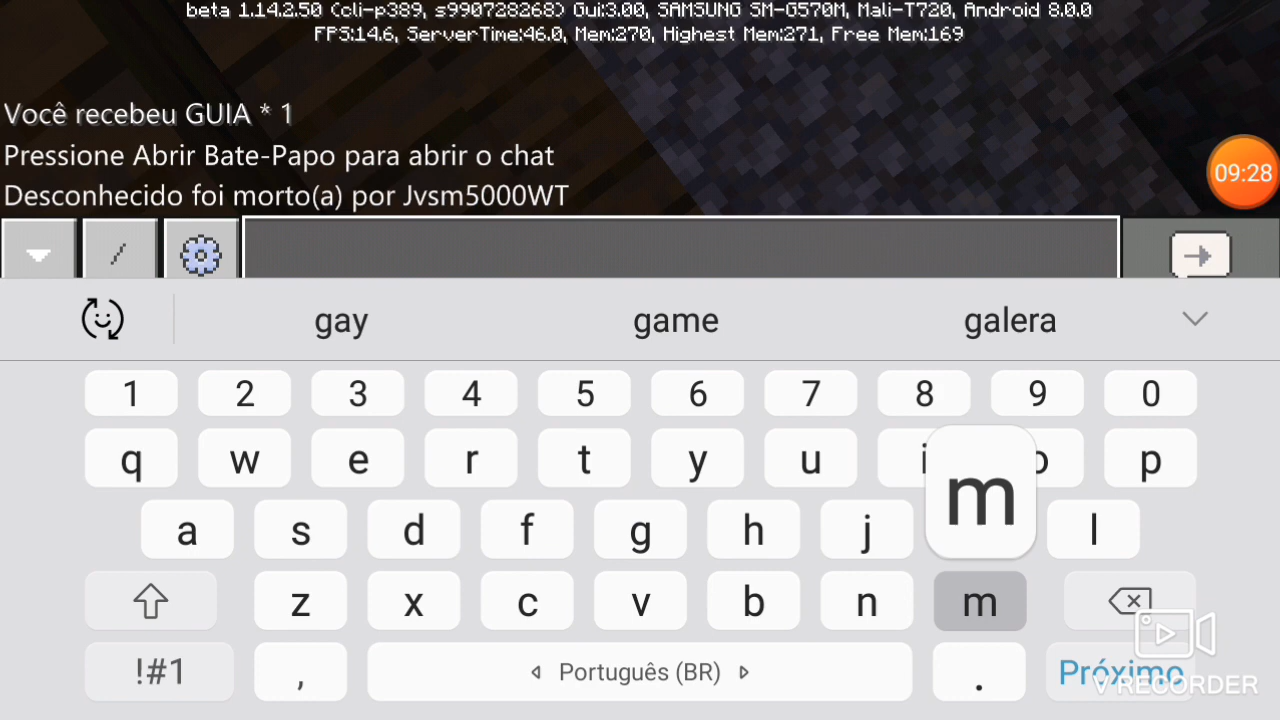 beta 1.14.2.50 (cli-p389, s990728268) Gui:3.00, SAMSUNG SM-G570M, Mali-T720, Android 8.0.0
FPS:14.6, ServerTime:46.0, Mem:270, Highest Mem:271, Free Mem:169
Você recebeu GUIA * 1
Pressione Abrir Bate-Papo para abrir o chat
Desconhecido foi morto(a) por Jvsm5000WT
09:28
/
gay game galera
1 2 3 4 5 6 7 8 9 0
q w e r t y u i o p
m
a s d f g h j l
z x c v b n m
!#1 , Português (BR) . Próximo
V RECORDER